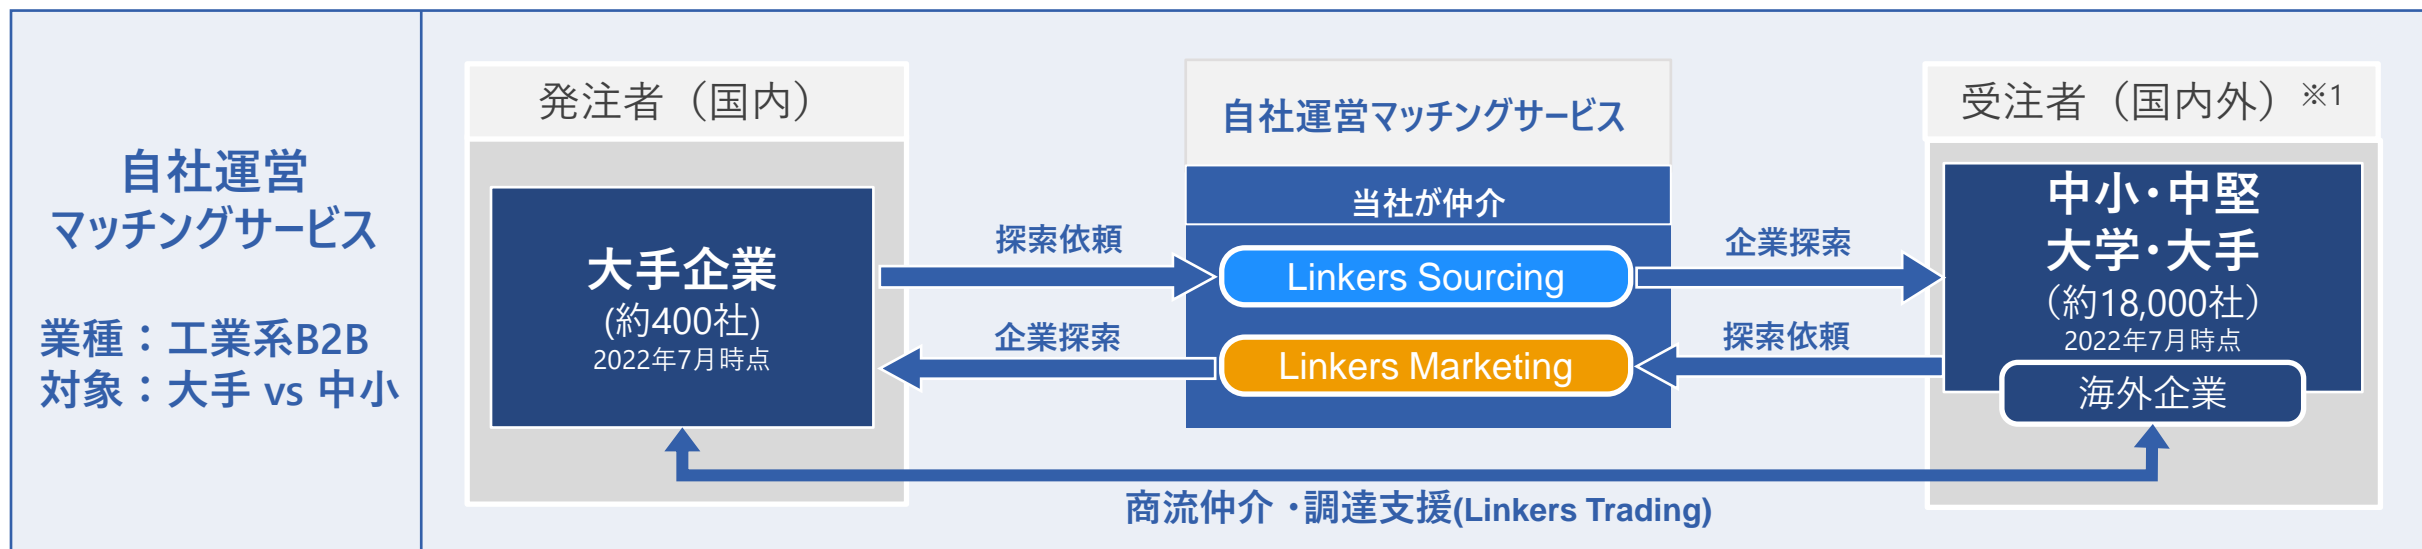 自社運営
マッチングサービス
業種：工業系B2B
対象：大手 vs 中小
発注者（国内）
大手企業
(約400社)
2022年7月時点
探索依頼
企業探索
自社運営マッチングサービス
当社が仲介
Linkers Sourcing
Linkers Marketing
企業探索
探索依頼
受注者（国内外）※1
中小・中堅
大学・大手
（約18,000社）
2022年7月時点
海外企業
商流仲介・調達支援(Linkers Trading)